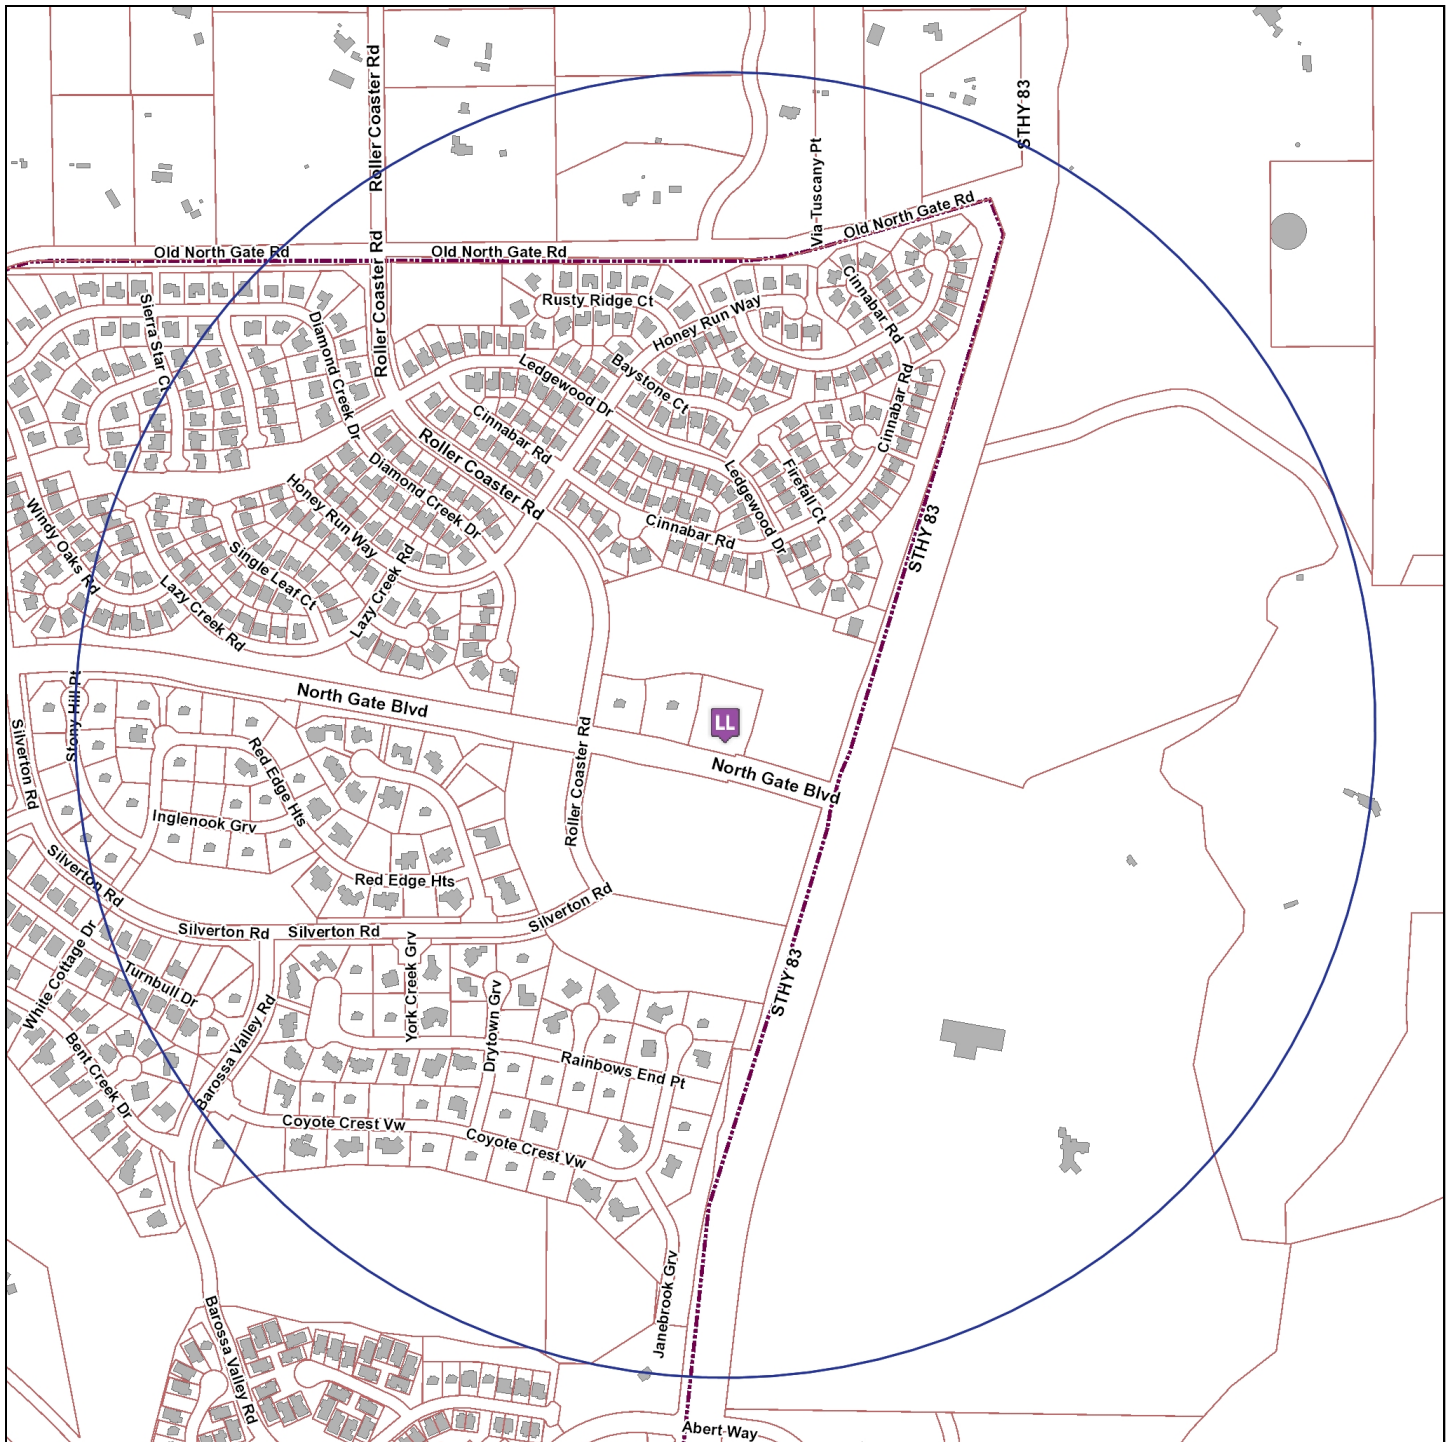 Roller Coaster Rd
STHY 83
Via Tuscany Pt
Old North Gate Rd
Old North Gate Rd
Old North Gate Rd
Roller Coaster Rd
Sierra Star Ct
Diamond Creek Dr
Rusty Ridge Ct
Honey Run Way
Cinnabar Rd
Ledgewood Dr
Baystone Ct
Cinnabar Rd
Cinnabar Rd
Roller Coaster Rd
Diamond Creek Dr
Honey Run Way
Ledgewood Dr
Firefall Ct
Cinnabar Rd
STHY 83
Windy Oaks Rd
Single Leaf Ct
Lazy Creek Rd
Lazy Creek Rd
North Gate Blvd
Stony Hill Pt
Silverton Rd
LL
North Gate Blvd
Roller Coaster Rd
Red Edge Hts
Inglenook Grv
Red Edge Hts
Silverton Rd
Silverton Rd
Silverton Rd
Silverton Rd
White Cottage Dr
Turnbull Dr
York Creek Grv
Drytown Grv
STHY 83
Barossa Valley Rd
Bent Creek Dr
Rainbows End Pt
Coyote Crest Vw
Coyote Crest Vw
Janebrook Grv
Barossa Valley Rd
Abert Way